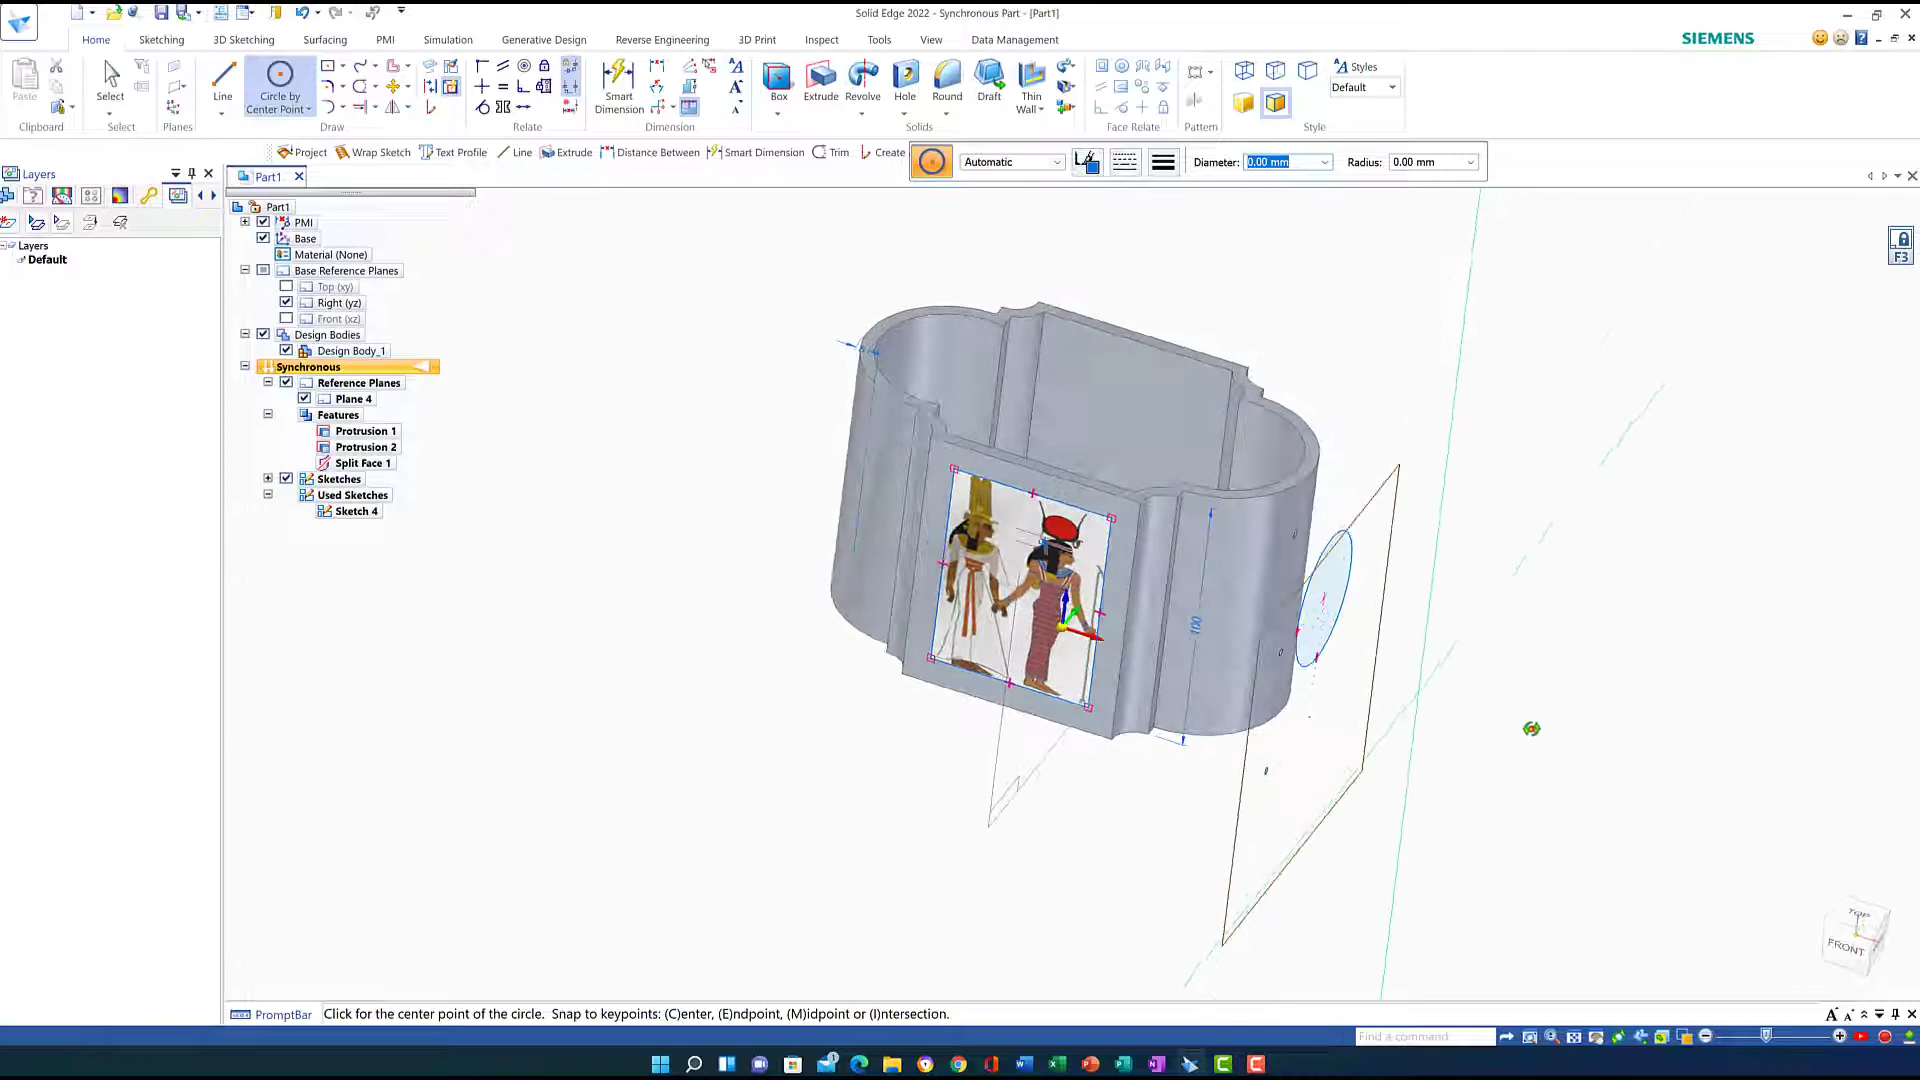 Solid Edge 2022 - Synchronous Part - [Part1]
Home Sketching 3D Sketching Surfacing PMI Simulation Generative Design Reverse Engineering 3D Print Inspect Tools View Data Management
SIEMENS
Paste
Clipboard
Select
Select
Planes
Line
Circle by Center Point
Draw
Relate
Smart Dimension
Dimension
Box
Extrude
Revolve
Hole
Round
Draft
Thin Wall
Solids
Face Relate
Pattern
Styles
Default
Style
Project Wrap Sketch Text Profile Line Extrude Distance Between Smart Dimension Trim Create
Automatic
Diameter: 0.00 mm
Radius: 0.00 mm
Layers
Part1
Layers
Default
Part1
PMI
Base
Material (None)
Base Reference Planes
Top (xy)
Right (yz)
Front (xz)
Design Bodies
Design Body_1
Synchronous
Reference Planes
Plane 4
Features
Protrusion 1
Protrusion 2
Split Face 1
Sketches
Used Sketches
Sketch 4
F3
100
TOP
FRONT
PromptBar
Click for the center point of the circle. Snap to keypoints: (C)enter, (E)ndpoint, (M)idpoint or (I)ntersection.
Find a command